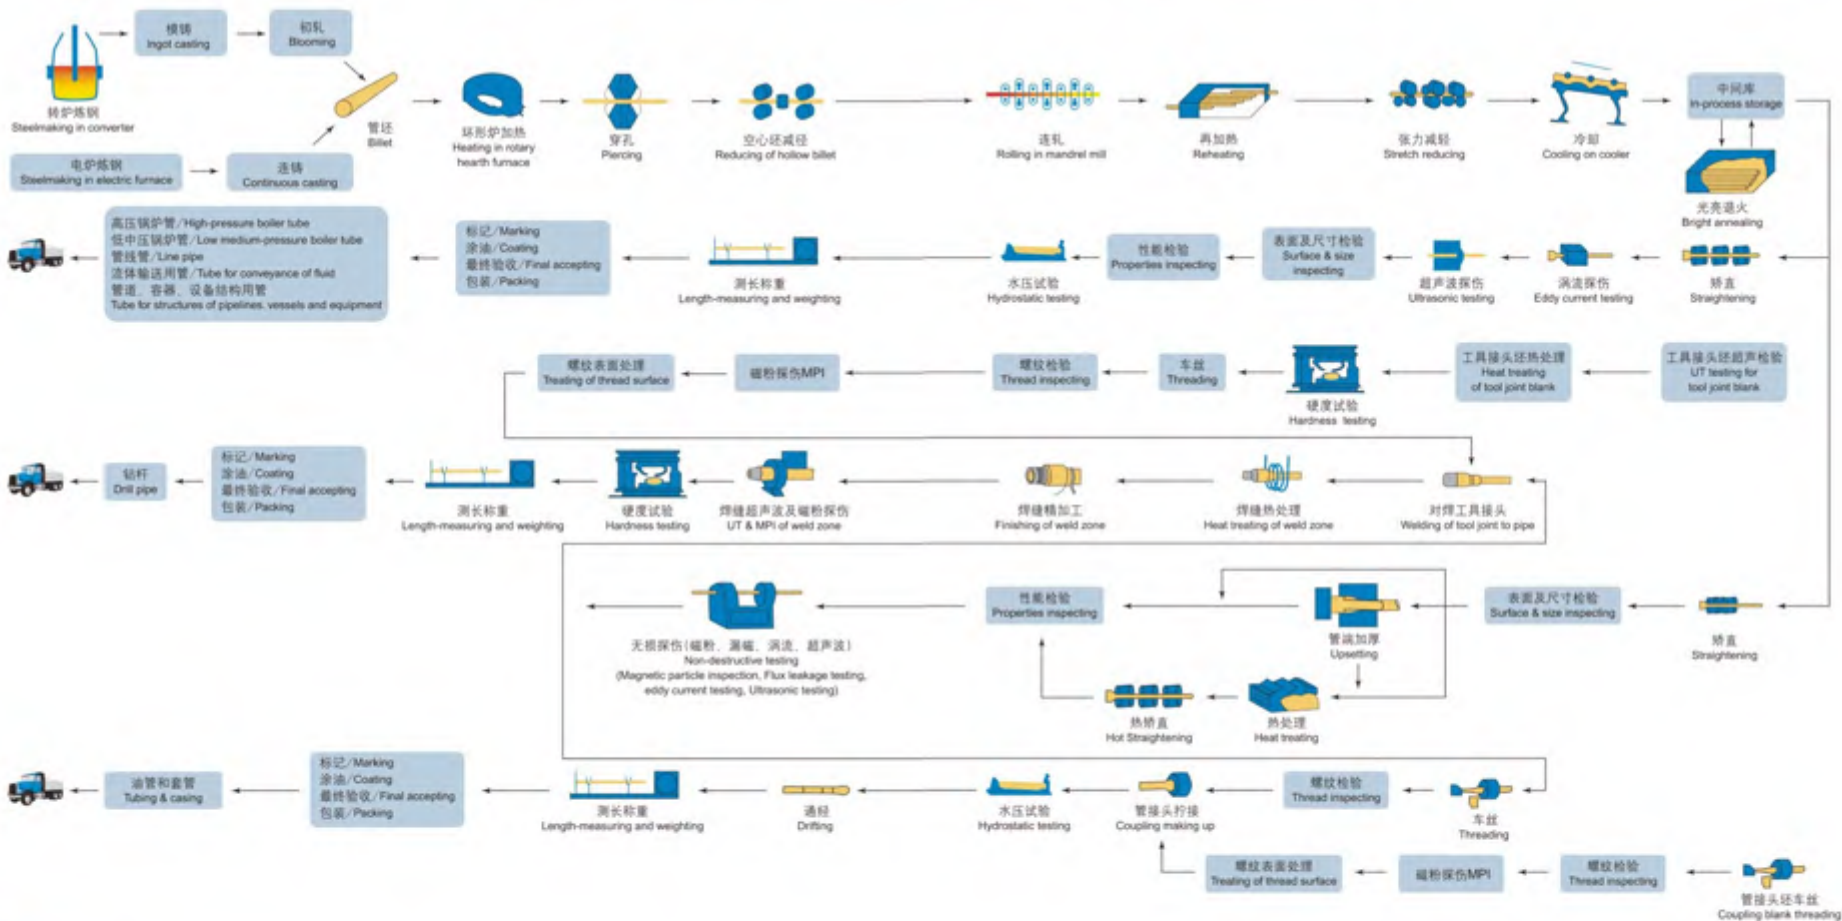 模铸
Ingot casting
初轧
Blooming
转炉炼钢
Steelmaking in converter
电炉炼钢
Steelmaking in electric furnace
连铸
Continuous casting
管坯
Billet
环形炉加热
Heating in rotary
hearth furnace
穿孔
Piercing
空心还减径
Reducing of hollow billet
连轧
Rolling in mandrel mill
再加热
Reheating
张力减轻
Stretch reducing
冷却
Cooling on cooler
中间库
in-process storage
光亮退火
Bright annealing
高压锅炉管/High-pressure boiler tube
低中压锅炉管/Low medium-pressure boiler tube
管线管/Line pipe
流体输送用管/Tube for conveyance of fluid
管道、容器、设备结构用管
Tube for structures of pipelines, vessels and equipment
标记/Marking
涂油/Coating
最终验收/Final accepting
包装/Packing
测长称重
Length-measuring and weighting
水压试验
Hydrostatic testing
性能检验
Properties inspecting
表面及尺寸检验
Surface & size
inspecting
超声波探伤
Ultrasonic testing
涡流探伤
Eddy current testing
矫直
Straightening
螺纹表面处理
Treating of thread surface
磁粉探伤MPI
螺纹检验
Thread inspecting
车丝
Threading
硬度试验
Hardness testing
工具接头还热处理
Heat treating
of tool joint blank
工具接头还超声检验
UT testing for
tool joint blank
钻杆
Drill pipe
标记/Marking
涂油/Coating
最终验收/Final accepting
包装/Packing
测长称重
Length-measuring and weighting
硬度试验
Hardness testing
焊缝超声波及磁粉探伤
UT & MPI of weld zone
焊缝精加工
Finishing of weld zone
焊缝热处理
Heat treating of weld zone
对焊工具接头
Welding of tool joint to pipe
无损探伤(磁粉、漏磁、涡流、超声波)
Non-destructive testing
(Magnetic particle inspection, Flux leakage testing,
eddy current testing, Ultrasonic testing)
性能检验
Properties inspecting
管端加厚
Upsetting
表面及尺寸检验
Surface & size inspecting
矫直
Straightening
热矫直
Hot Straightening
热处理
Heat treating
油管和套管
Tubing & casing
标记/Marking
涂油/Coating
最终验收/Final accepting
包装/Packing
测长称重
Length-measuring and weighting
通径
Drifting
水压试验
Hydrostatic testing
管接头拧接
Coupling making up
螺纹检验
Thread inspecting
车丝
Threading
螺纹表面处理
Treating of thread surface
磁粉探伤MPI
螺纹检验
Thread inspecting
管接头还车丝
Coupling blank threading